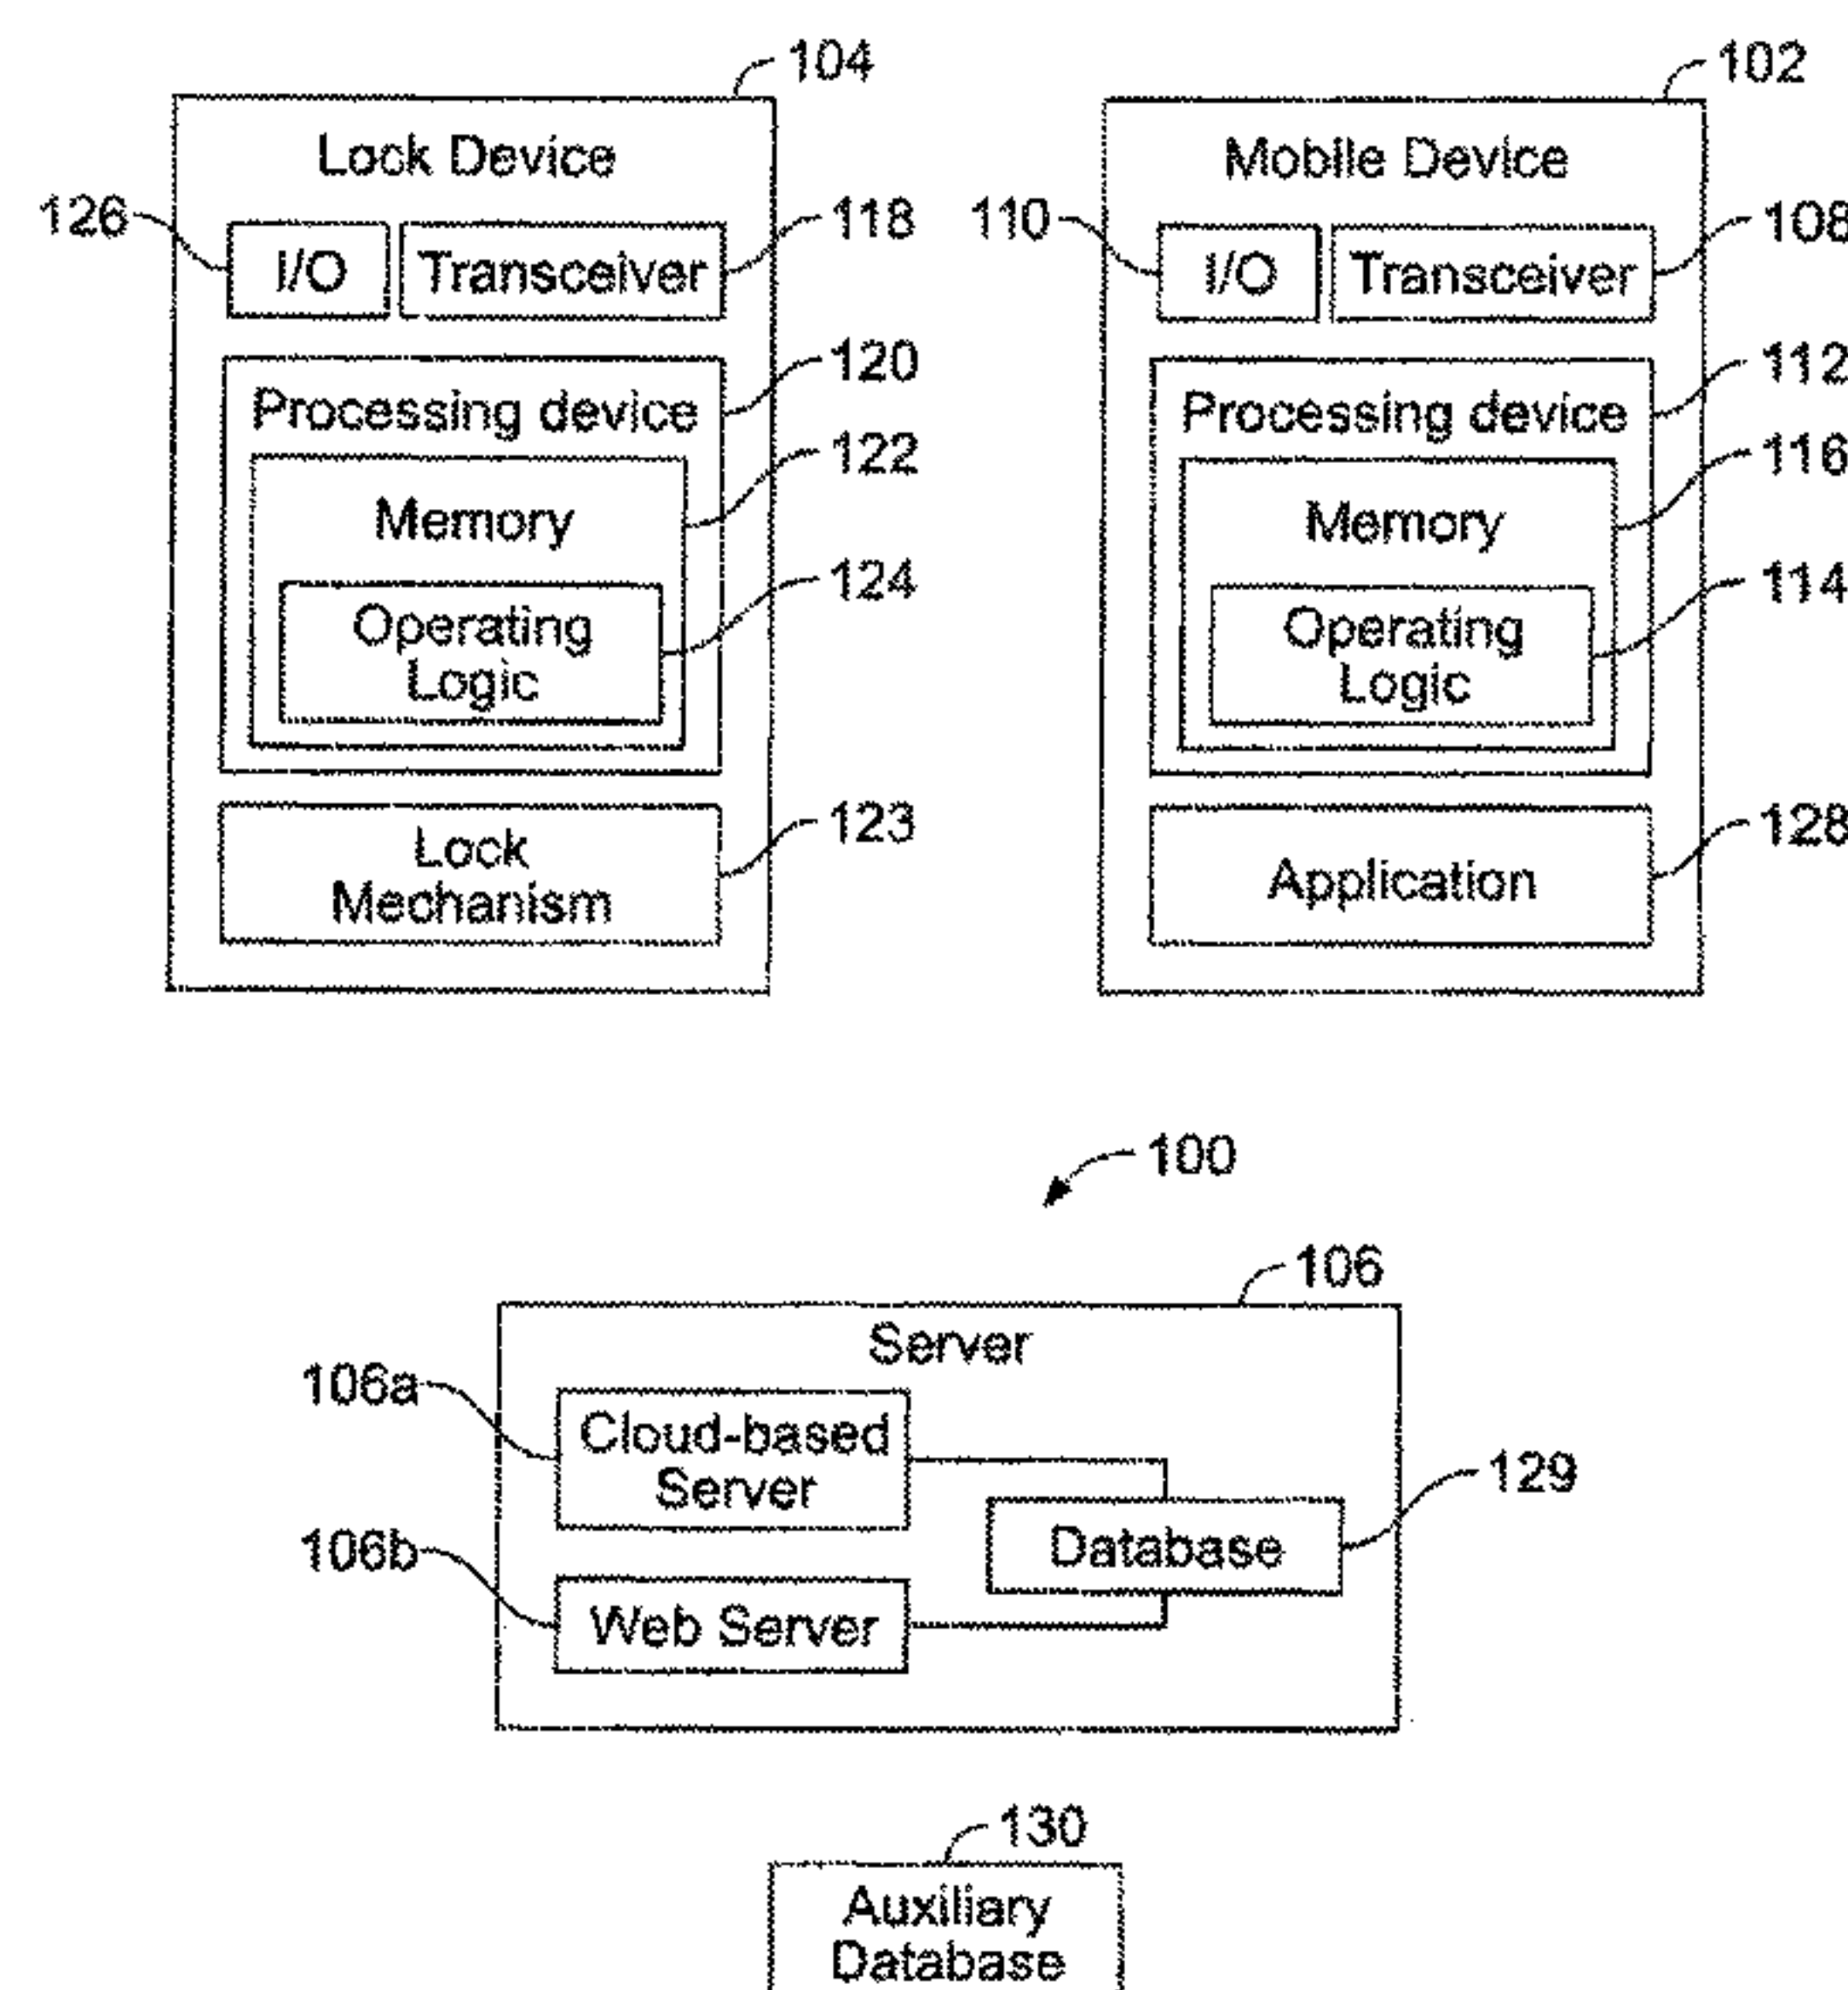 104
Lock Device
126
I/O
Transceiver
118
Processing device
120
Memory
122
Operating
Logic
124
Lock
Mechanism
123
102
Mobile Device
110
I/O
Transceiver
108
Processing device
112
Memory
116
Operating
Logic
114
Application
128
100
106
Server
106a
Cloud-based
Server
Database
129
106b
Web Server
130
Auxiliary
Database